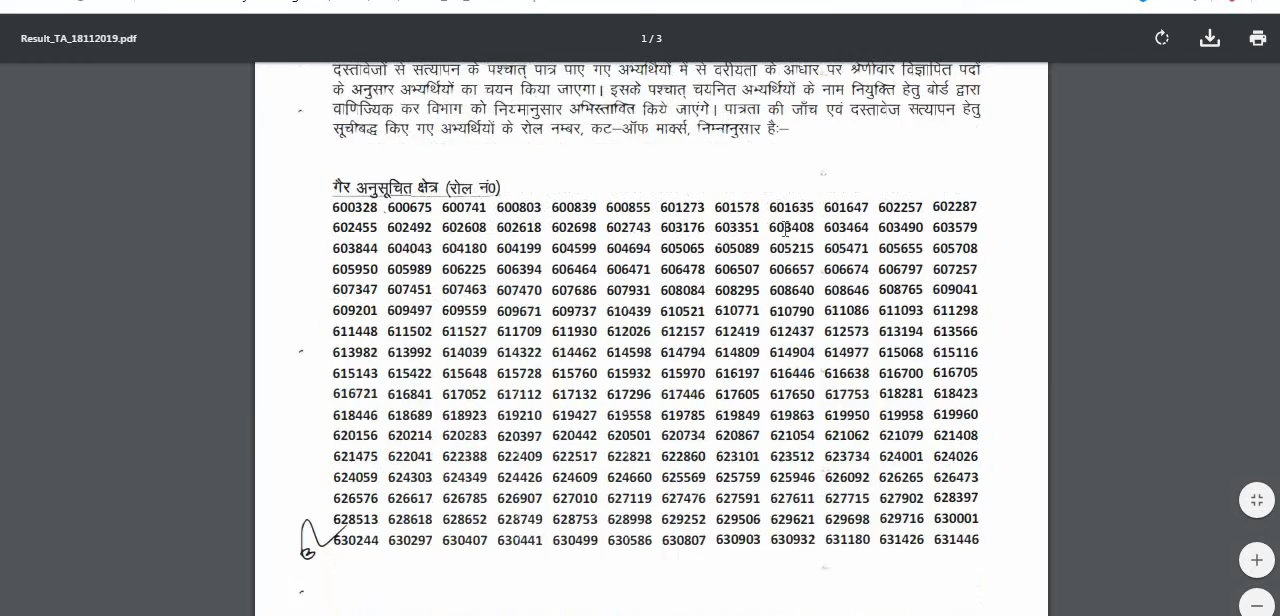 Result_TA_18112019.pdf
1 / 3
दस्तावेजों से सत्यापन के पश्चात् पात्र पाए गए अभ्यर्थियों में से वरीयता के आधार पर श्रेणीवार विज्ञापित पदों
के अनुसार अभ्यर्थियों का चयन किया जाएगा। इसके पश्चात् चयनित अभ्यर्थियों के नाम नियुक्ति हेतु बोर्ड द्वारा
वाणिज्यिक कर विभाग को नियमानुसार अभिस्तावित किये जाएंगे। पात्रता की जाँच एवं दस्तावेज सत्यापन हेतु
सूचीबद्ध किए गए अभ्यर्थियों के रोल नम्बर, कट–ऑफ मार्क्स, निम्नानुसार है:–
गैर अनुसूचित क्षेत्र (रोल नं0)
600328 600675 600741 600803 600839 600855 601273 601578 601635 601647 602257 602287
602455 602492 602608 602618 602698 602743 603176 603351 603408 603464 603490 603579
603844 604043 604180 604199 604599 604694 605065 605089 605215 605471 605655 605708
605950 605989 606225 606394 606464 606471 606478 606507 606657 606674 606797 607257
607347 607451 607463 607470 607686 607931 608084 608295 608640 608646 608765 609041
609201 609497 609559 609671 609737 610439 610521 610771 610790 611086 611093 611298
611448 611502 611527 611709 611930 612026 612157 612419 612437 612573 613194 613566
613982 613992 614039 614322 614462 614598 614794 614809 614904 614977 615068 615116
615143 615422 615648 615728 615760 615932 615970 616197 616446 616638 616700 616705
616721 616841 617052 617112 617132 617296 617446 617605 617650 617753 618281 618423
618446 618689 618923 619210 619427 619558 619785 619849 619863 619950 619958 619960
620156 620214 620283 620397 620442 620501 620734 620867 621054 621062 621079 621408
621475 622041 622388 622409 622517 622821 622860 623101 623512 623734 624001 624026
624059 624303 624349 624426 624609 624660 625569 625759 625946 626092 626265 626473
626576 626617 626785 626907 627010 627119 627476 627591 627611 627715 627902 628397
628513 628618 628652 628749 628753 628998 629252 629506 629621 629698 629716 630001
630244 630297 630407 630441 630499 630586 630807 630903 630932 631180 631426 631446